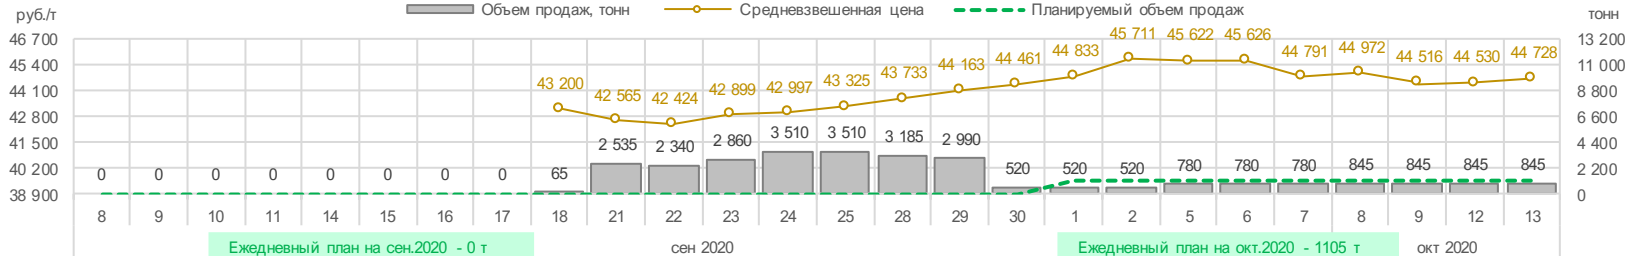 руб./т
Объем продаж, тонн
Средневзвешенная цена
Планируемый объем продаж
тонн
46 700
45 400
44 100
42 800
41 500
40 200
38 900
13 200
11 000
8 800
6 600
4 400
2 200
0
43 200 42 565 42 424 42 899 42 997 43 325 43 733 44 163 44 461 44 833 45 711 45 622 45 626 44 791 44 972 44 516 44 530 44 728
0 0 0 0 0 0 0 0 65 2 535 2 340 2 860 3 510 3 510 3 185 2 990 520 520 520 780 780 780 845 845 845 845
8 9 10 11 14 15 16 17 18 21 22 23 24 25 28 29 30 1 2 5 6 7 8 9 12 13
Ежедневный план на сен.2020 - 0 т
сен 2020
Ежедневный план на окт.2020 - 1105 т
окт 2020